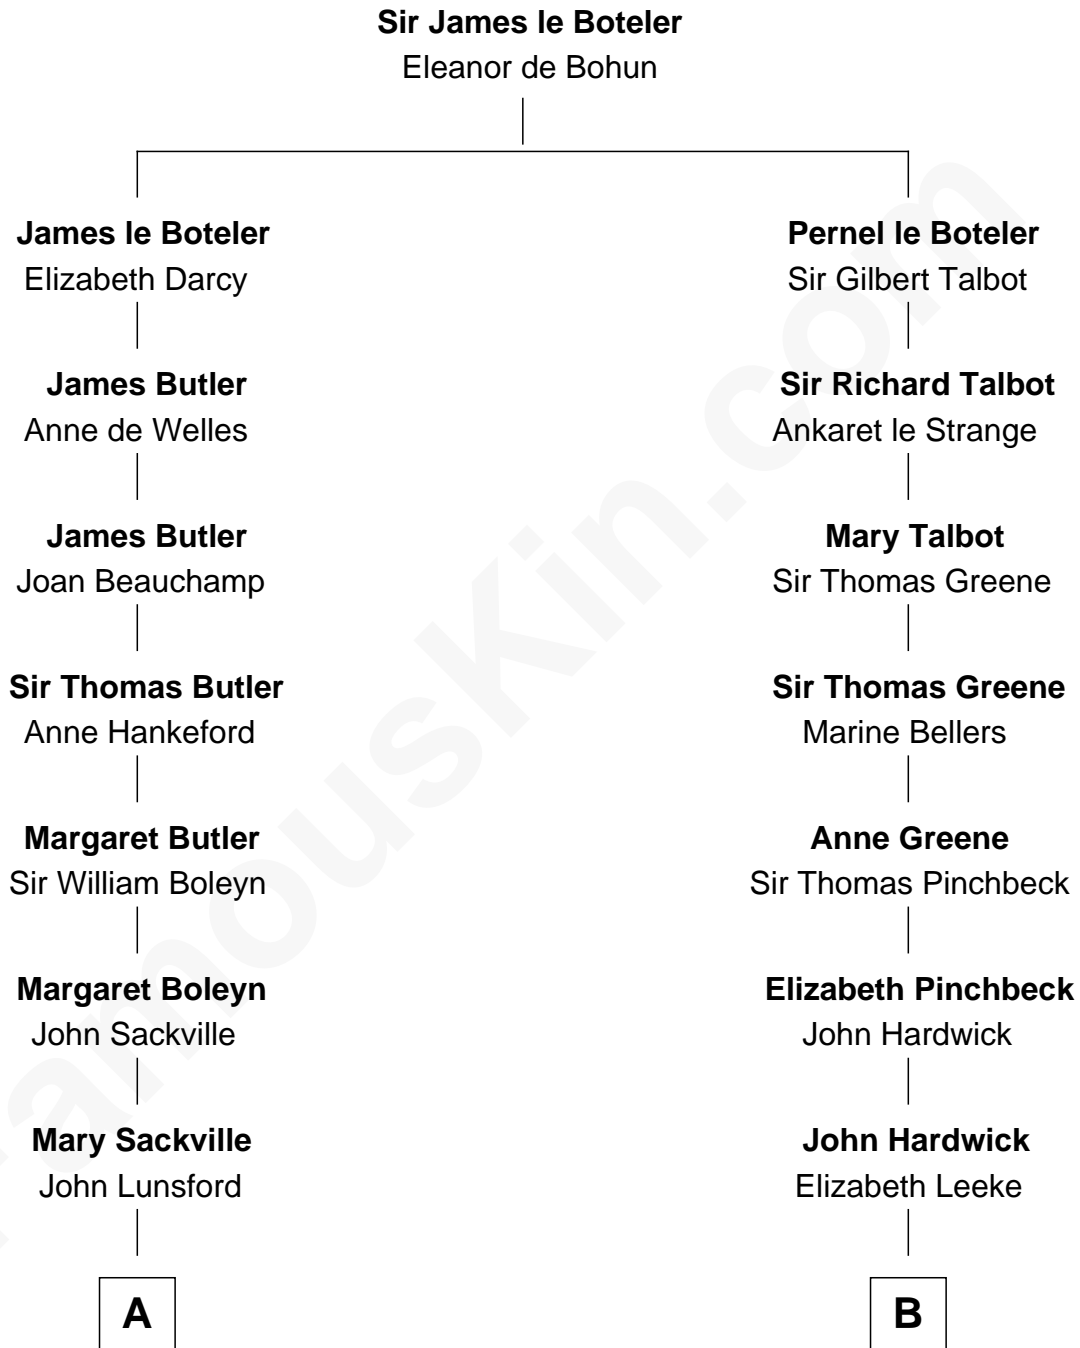 Sir James le Boteler
Eleanor de Bohun
James le Boteler
Elizabeth Darcy
James Butler
Anne de Welles
James Butler
Joan Beauchamp
Sir Thomas Butler
Anne Hankeford
Margaret Butler
Sir William Boleyn
Margaret Boleyn
John Sackville
Mary Sackville
John Lunsford
A
Pernel le Boteler
Sir Gilbert Talbot
Sir Richard Talbot
Ankaret le Strange
Mary Talbot
Sir Thomas Greene
Sir Thomas Greene
Marine Bellers
Anne Greene
Sir Thomas Pinchbeck
Elizabeth Pinchbeck
John Hardwick
John Hardwick
Elizabeth Leeke
B
FamousKin.com